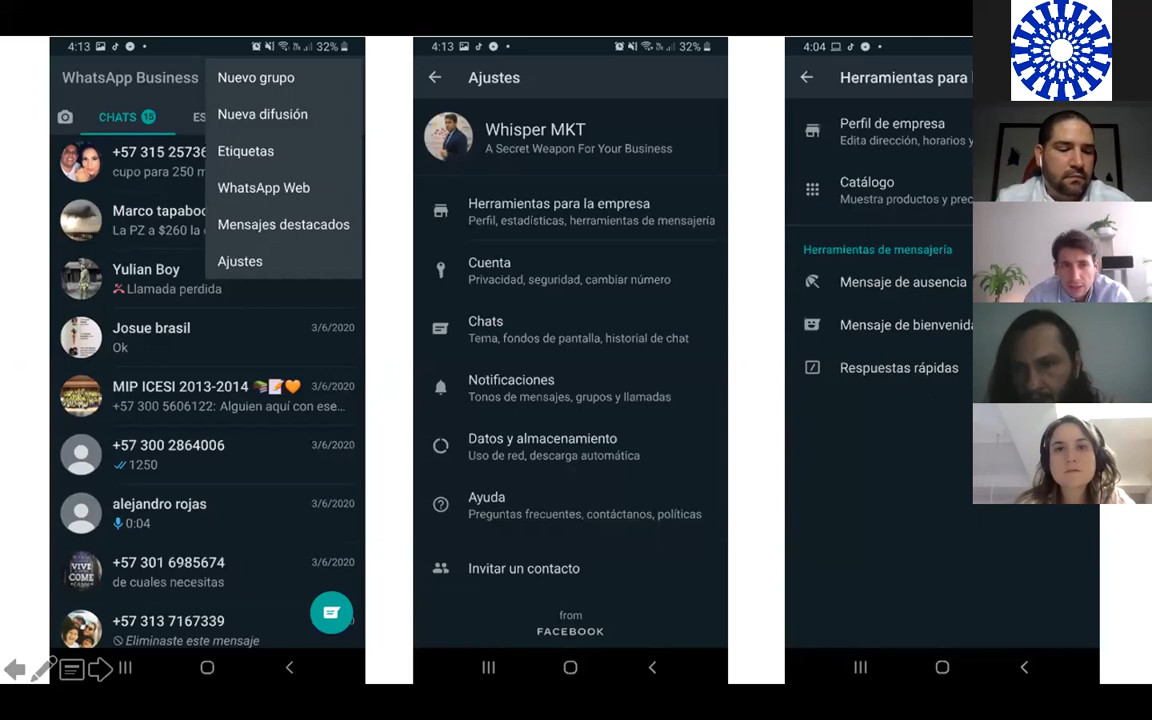 4:13
32%
WhatsApp Business
Nuevo grupo
Nueva difusión
Etiquetas
WhatsApp Web
Mensajes destacados
Ajustes
CHATS 15
ES
+57 315 25736
cupo para 250 m
Marco tapaboc
La PZ a $260 la
Yulian Boy
Llamada perdida
Josue brasil
3/6/2020
Ok
MIP ICESI 2013-2014
3/6/2020
+57 300 5606122: Alguien aquí con ese...
+57 300 2864006
3/6/2020
1250
alejandro rojas
3/6/2020
0:04
+57 301 6985674
3/6/2020
de cuales necesitas
+57 313 7167339
Eliminaste este mensaje
4:13
32%
Ajustes
Whisper MKT
A Secret Weapon For Your Business
Herramientas para la empresa
Perfil, estadísticas, herramientas de mensajería
Cuenta
Privacidad, seguridad, cambiar número
Chats
Tema, fondos de pantalla, historial de chat
Notificaciones
Tonos de mensajes, grupos y llamadas
Datos y almacenamiento
Uso de red, descarga automática
Ayuda
Preguntas frecuentes, contáctanos, políticas
Invitar un contacto
from
FACEBOOK
4:04
Herramientas para l
Perfil de empresa
Edita dirección, horarios y
Catálogo
Muestra productos y prec
Herramientas de mensajería
Mensaje de ausencia
Mensaje de bienvenida
Respuestas rápidas